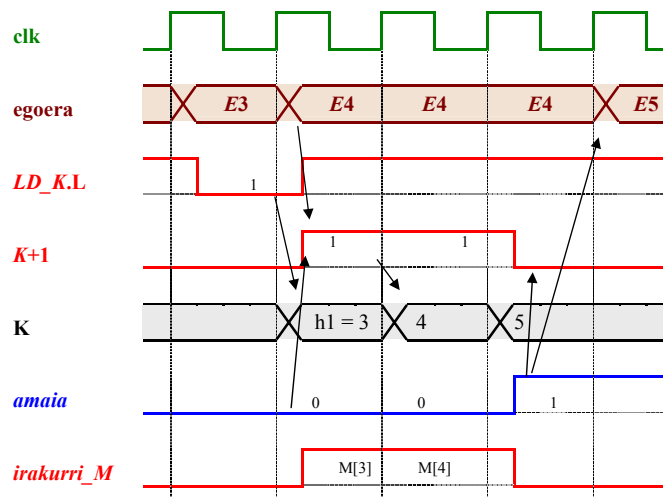 clk
egoera E3 E4 E4 E4 E5
LD_K.L 1
K+1 1 1
K h1 = 3 4 5
amaia 0 0 1
irakurri_M M[3] M[4]